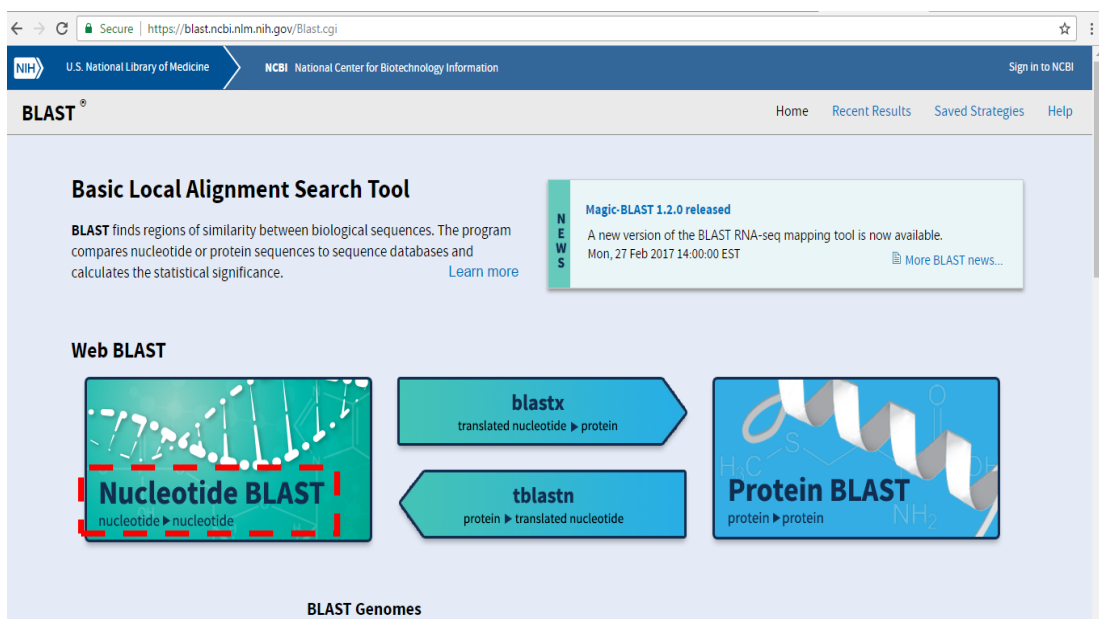 Secure | https://blast.ncbi.nlm.nih.gov/Blast.cgi
NIH U.S. National Library of Medicine NCBI National Center for Biotechnology Information Sign in to NCBI
BLAST ® Home Recent Results Saved Strategies Help
Basic Local Alignment Search Tool
BLAST finds regions of similarity between biological sequences. The program
compares nucleotide or protein sequences to sequence databases and
calculates the statistical significance. Learn more
NEWS
Magic-BLAST 1.2.0 released
A new version of the BLAST RNA-seq mapping tool is now available.
Mon, 27 Feb 2017 14:00:00 EST
More BLAST news...
Web BLAST
Nucleotide BLAST
nucleotide ▶ nucleotide
blastx
translated nucleotide ▶ protein
tblastn
protein ▶ translated nucleotide
H₃C
S
O
OH
NH₂
Protein BLAST
protein ▶ protein
BLAST Genomes